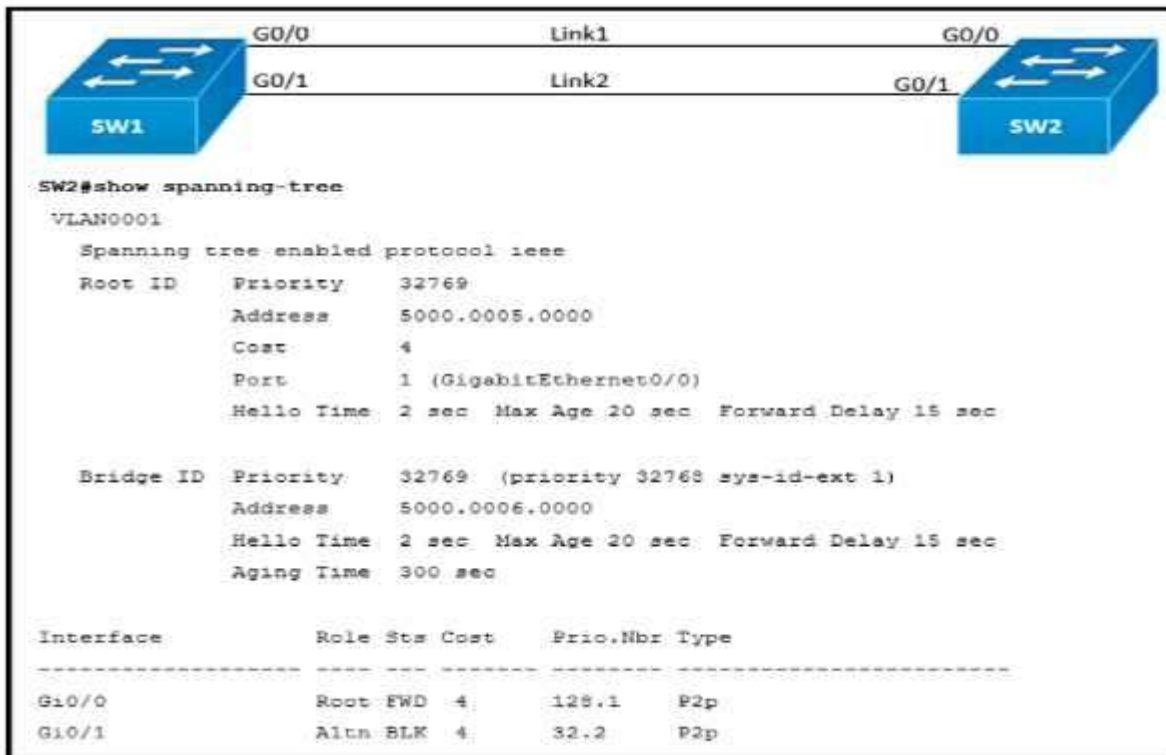 G0/0 Link1 G0/0
G0/1 Link2 G0/1
SW1 SW2
SW2#show spanning-tree
VLAN0001
Spanning tree enabled protocol ieee
Root ID Priority 32769
Address 5000.0005.0000
Cost 4
Port 1 (GigabitEthernet0/0)
Hello Time 2 sec Max Age 20 sec Forward Delay 15 sec
Bridge ID Priority 32769 (priority 32768 sys-id-ext 1)
Address 5000.0006.0000
Hello Time 2 sec Max Age 20 sec Forward Delay 15 sec
Aging Time 300 sec
Interface Role Sts Cost Prio.Nbr Type
------------------- ---- --- --------- -------- --------------------------------
Gi0/0 Root FWD 4 128.1 P2p
Gi0/1 Altn BLK 4 32.2 P2p